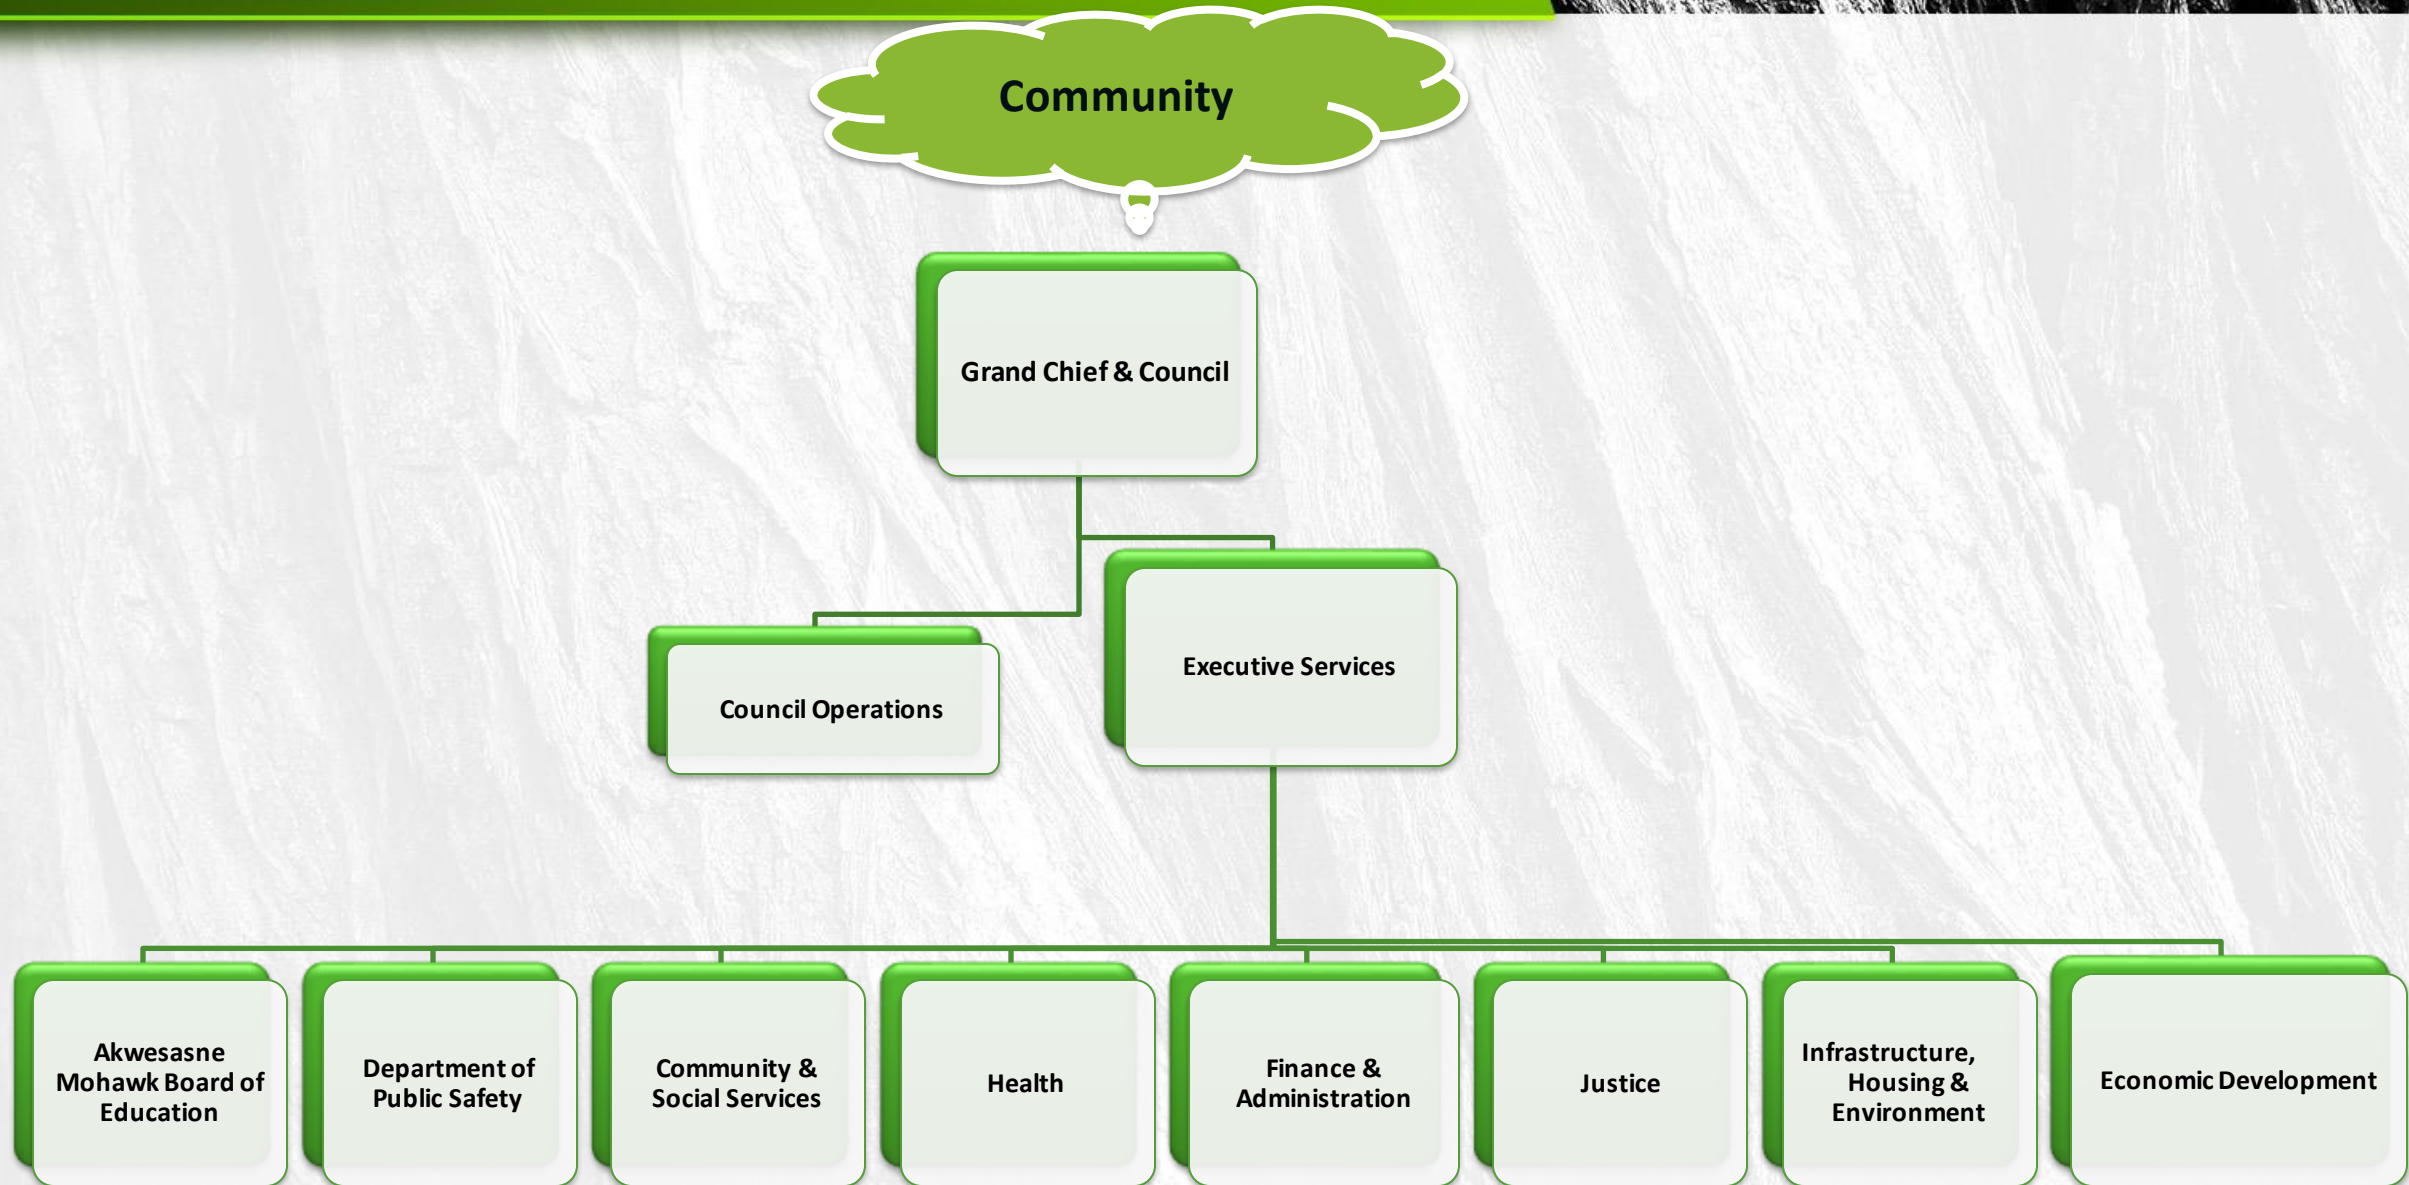 Community
Grand Chief & Council
Executive Services
Council Operations
Akwesasne
Mohawk Board of
Education
Department of
Public Safety
Community &
Social Services
Health
Finance &
Administration
Justice
Infrastructure,
Housing &
Environment
Economic Development